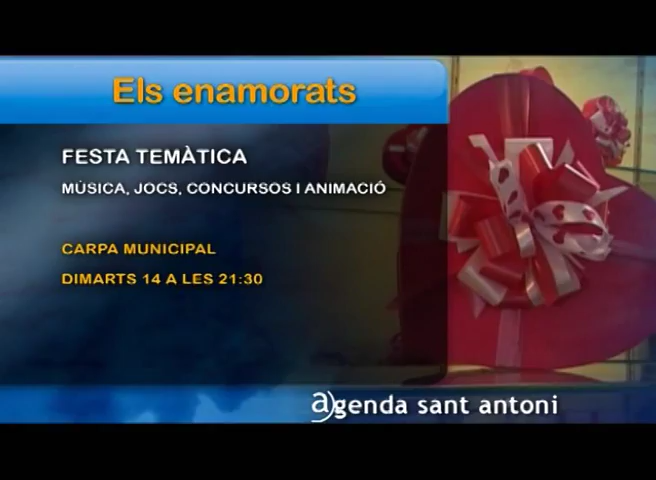 Els enamorats
FESTA TEMÀTICA
MÚSICA, JOCS, CONCURSOS I ANIMACIÓ
CARPA MUNICIPAL
DIMARTS 14 A LES 21:30
agenda sant antoni